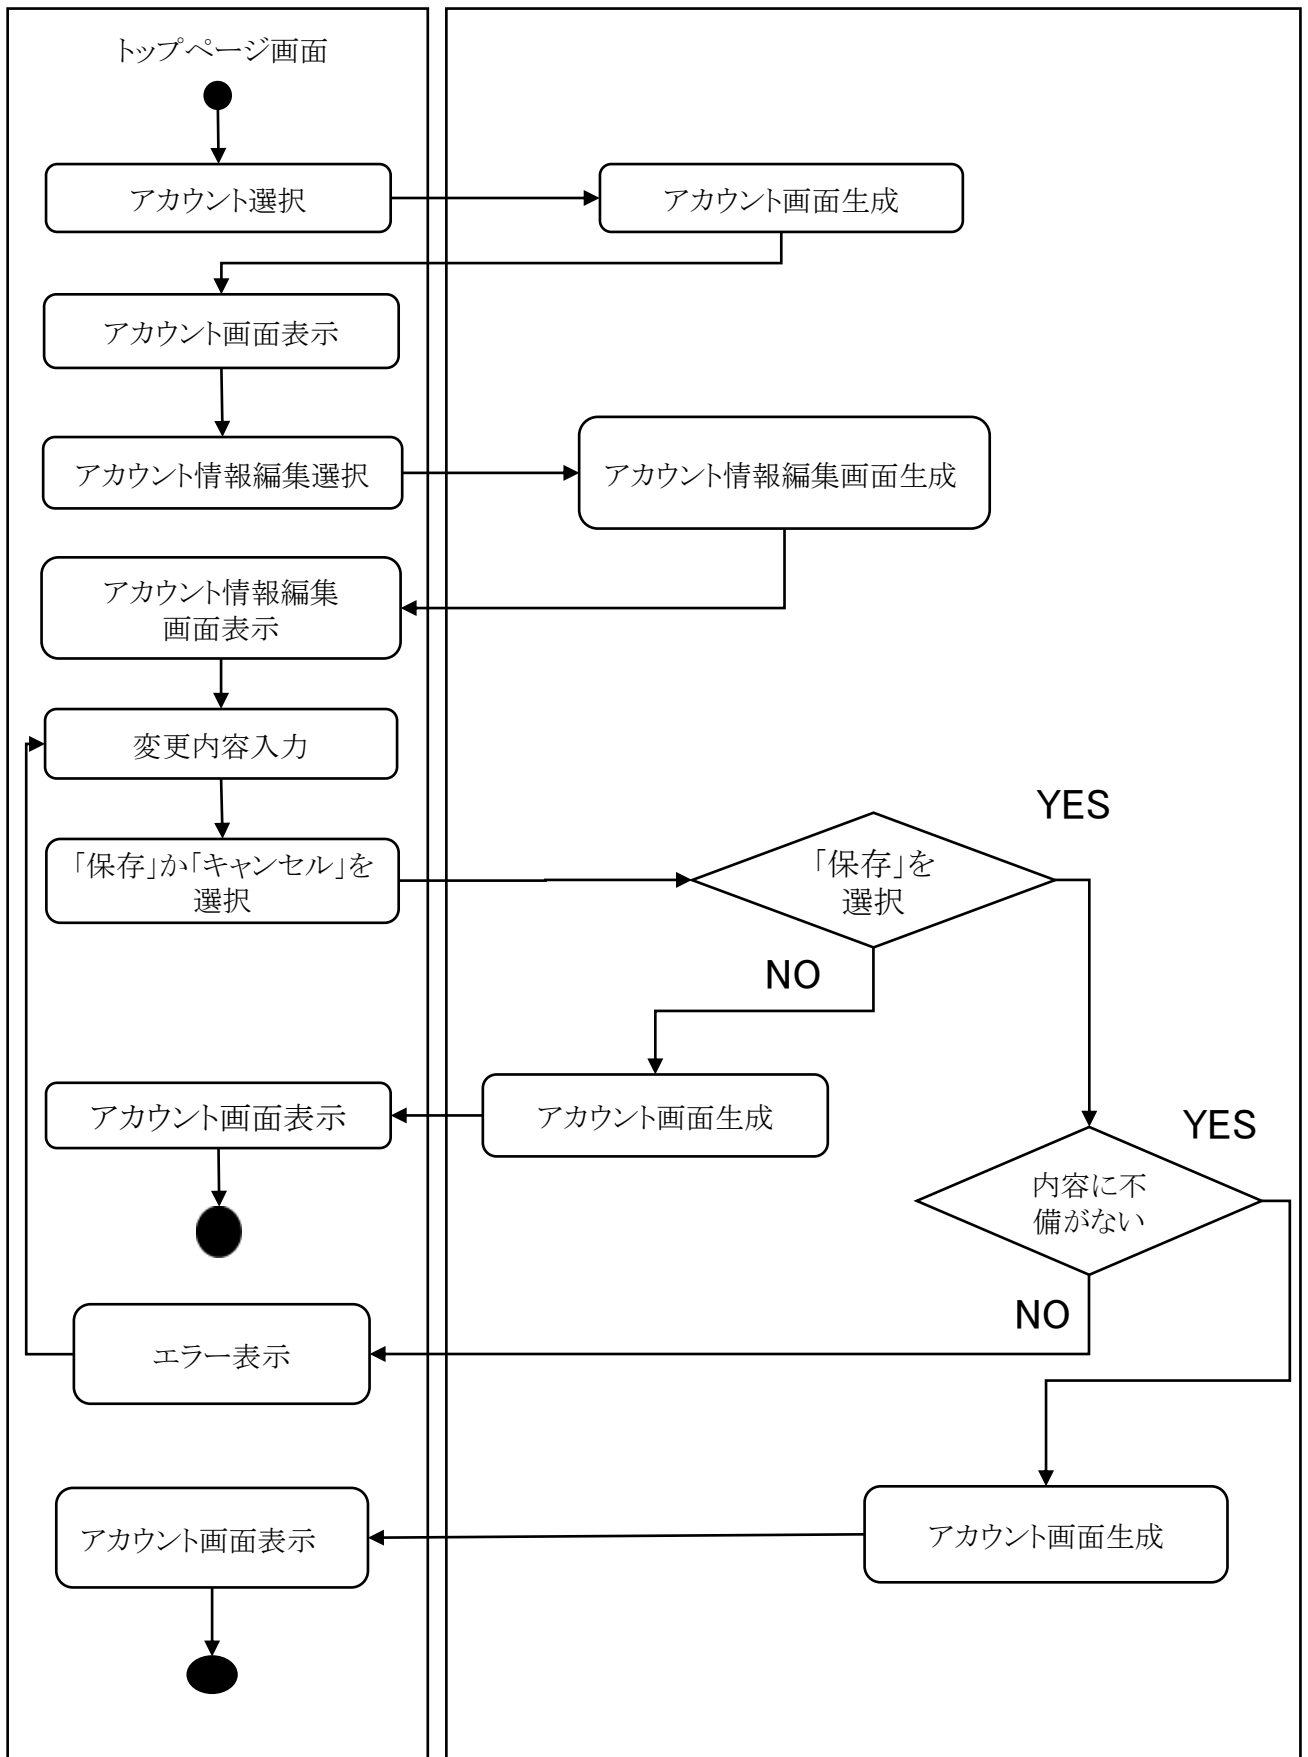 トップページ画面
アカウント選択
アカウント画面生成
アカウント画面表示
アカウント情報編集選択
アカウント情報編集画面生成
アカウント情報編集
画面表示
変更内容入力
YES
「保存」か「キャンセル」を
選択
「保存」を
選択
NO
アカウント画面表示
アカウント画面生成
YES
内容に不
備がない
NO
エラー表示
アカウント画面表示
アカウント画面生成